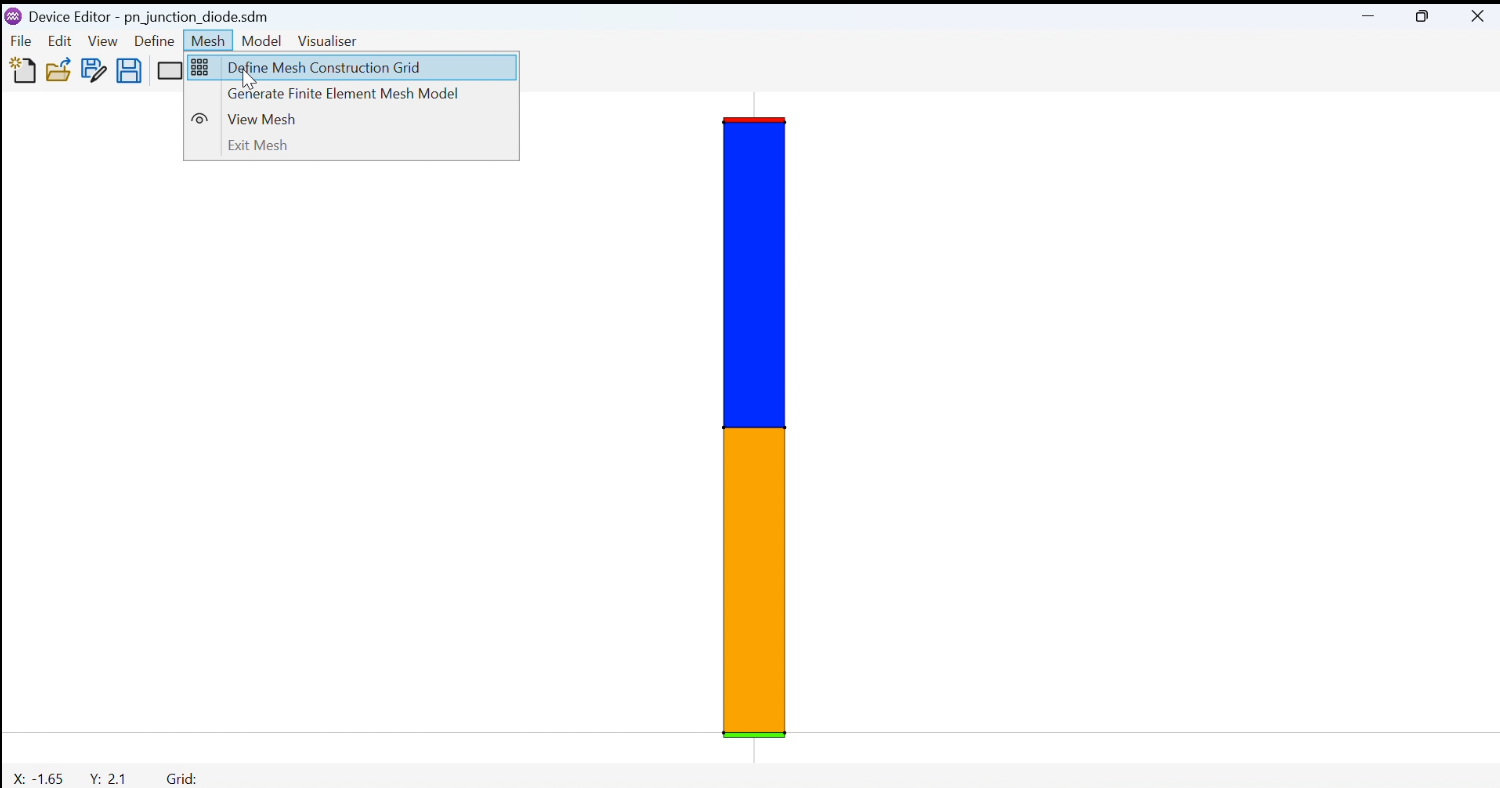 Device Editor - pn_junction_diode.sdm
File Edit View Define Mesh Model Visualiser
Define Mesh Construction Grid
Generate Finite Element Mesh Model
View Mesh
Exit Mesh
X: -1.65 Y: 2.1 Grid: